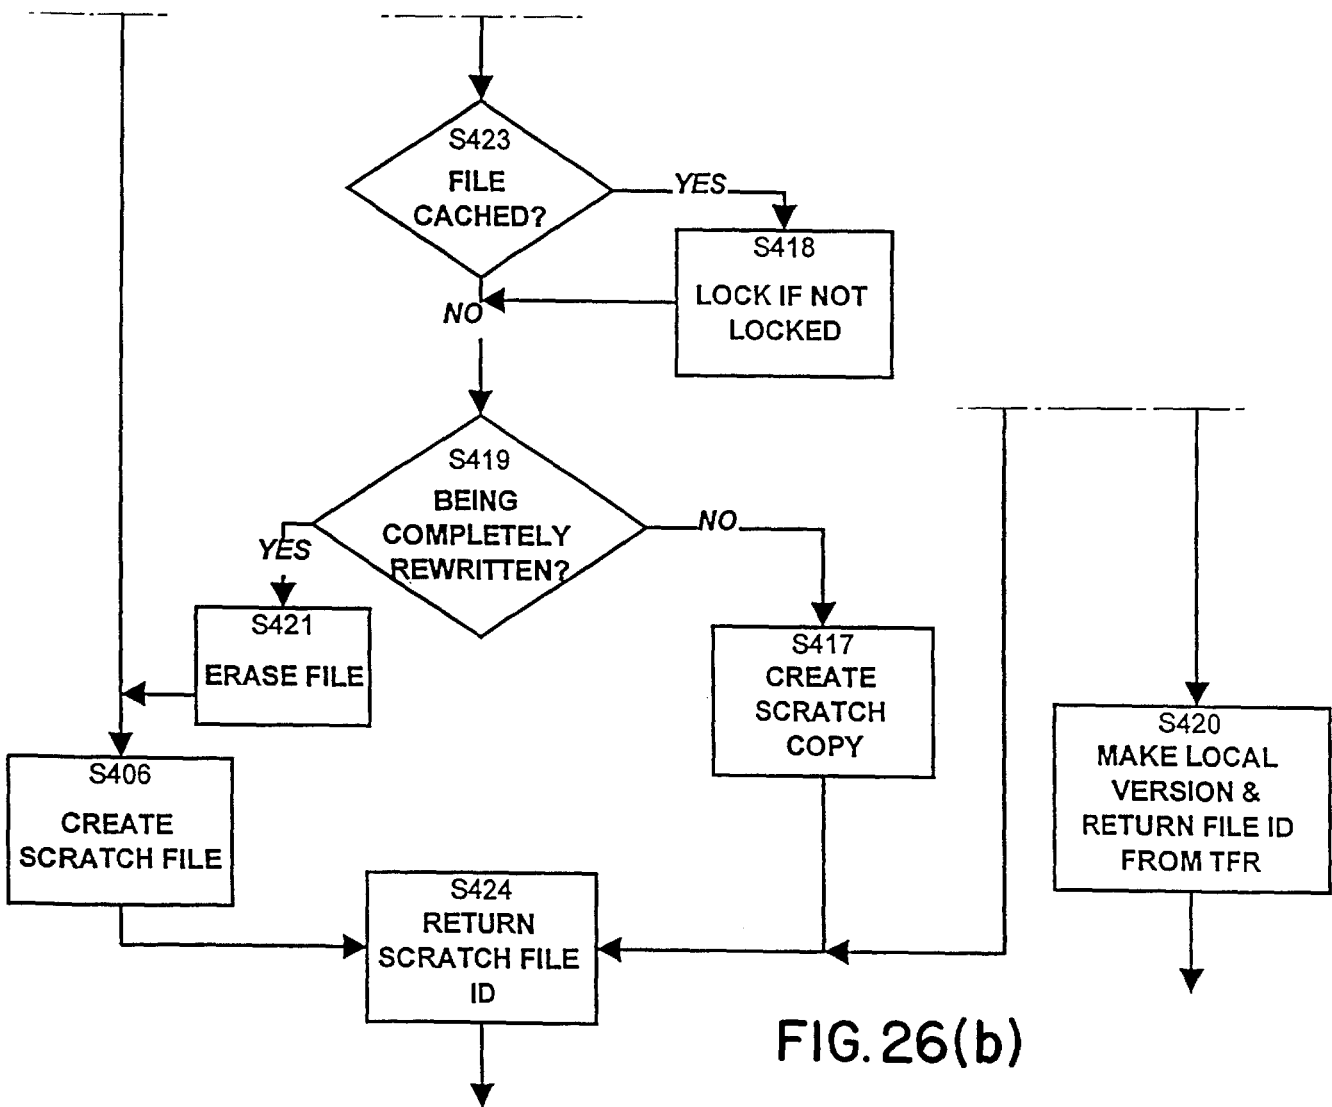 S423
FILE
CACHED?
YES
S418
LOCK IF NOT
LOCKED
NO
S419
BEING
COMPLETELY
REWRITTEN?
YES
NO
S421
ERASE FILE
S417
CREATE
SCRATCH
COPY
S406
CREATE
SCRATCH FILE
S420
MAKE LOCAL
VERSION &
RETURN FILE ID
FROM TFR
S424
RETURN
SCRATCH FILE
ID
FIG. 26(b)